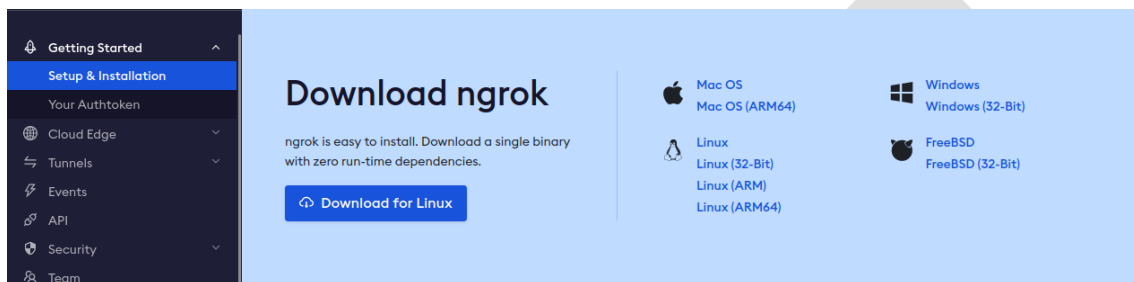 Getting Started
Setup & Installation
Your Authtoken
Cloud Edge
Tunnels
Events
API
Security
Team
Download ngrok
ngrok is easy to install. Download a single binary
with zero run-time dependencies.
Download for Linux
Mac OS
Mac OS (ARM64)
Linux
Linux (32-Bit)
Linux (ARM)
Linux (ARM64)
Windows
Windows (32-Bit)
FreeBSD
FreeBSD (32-Bit)